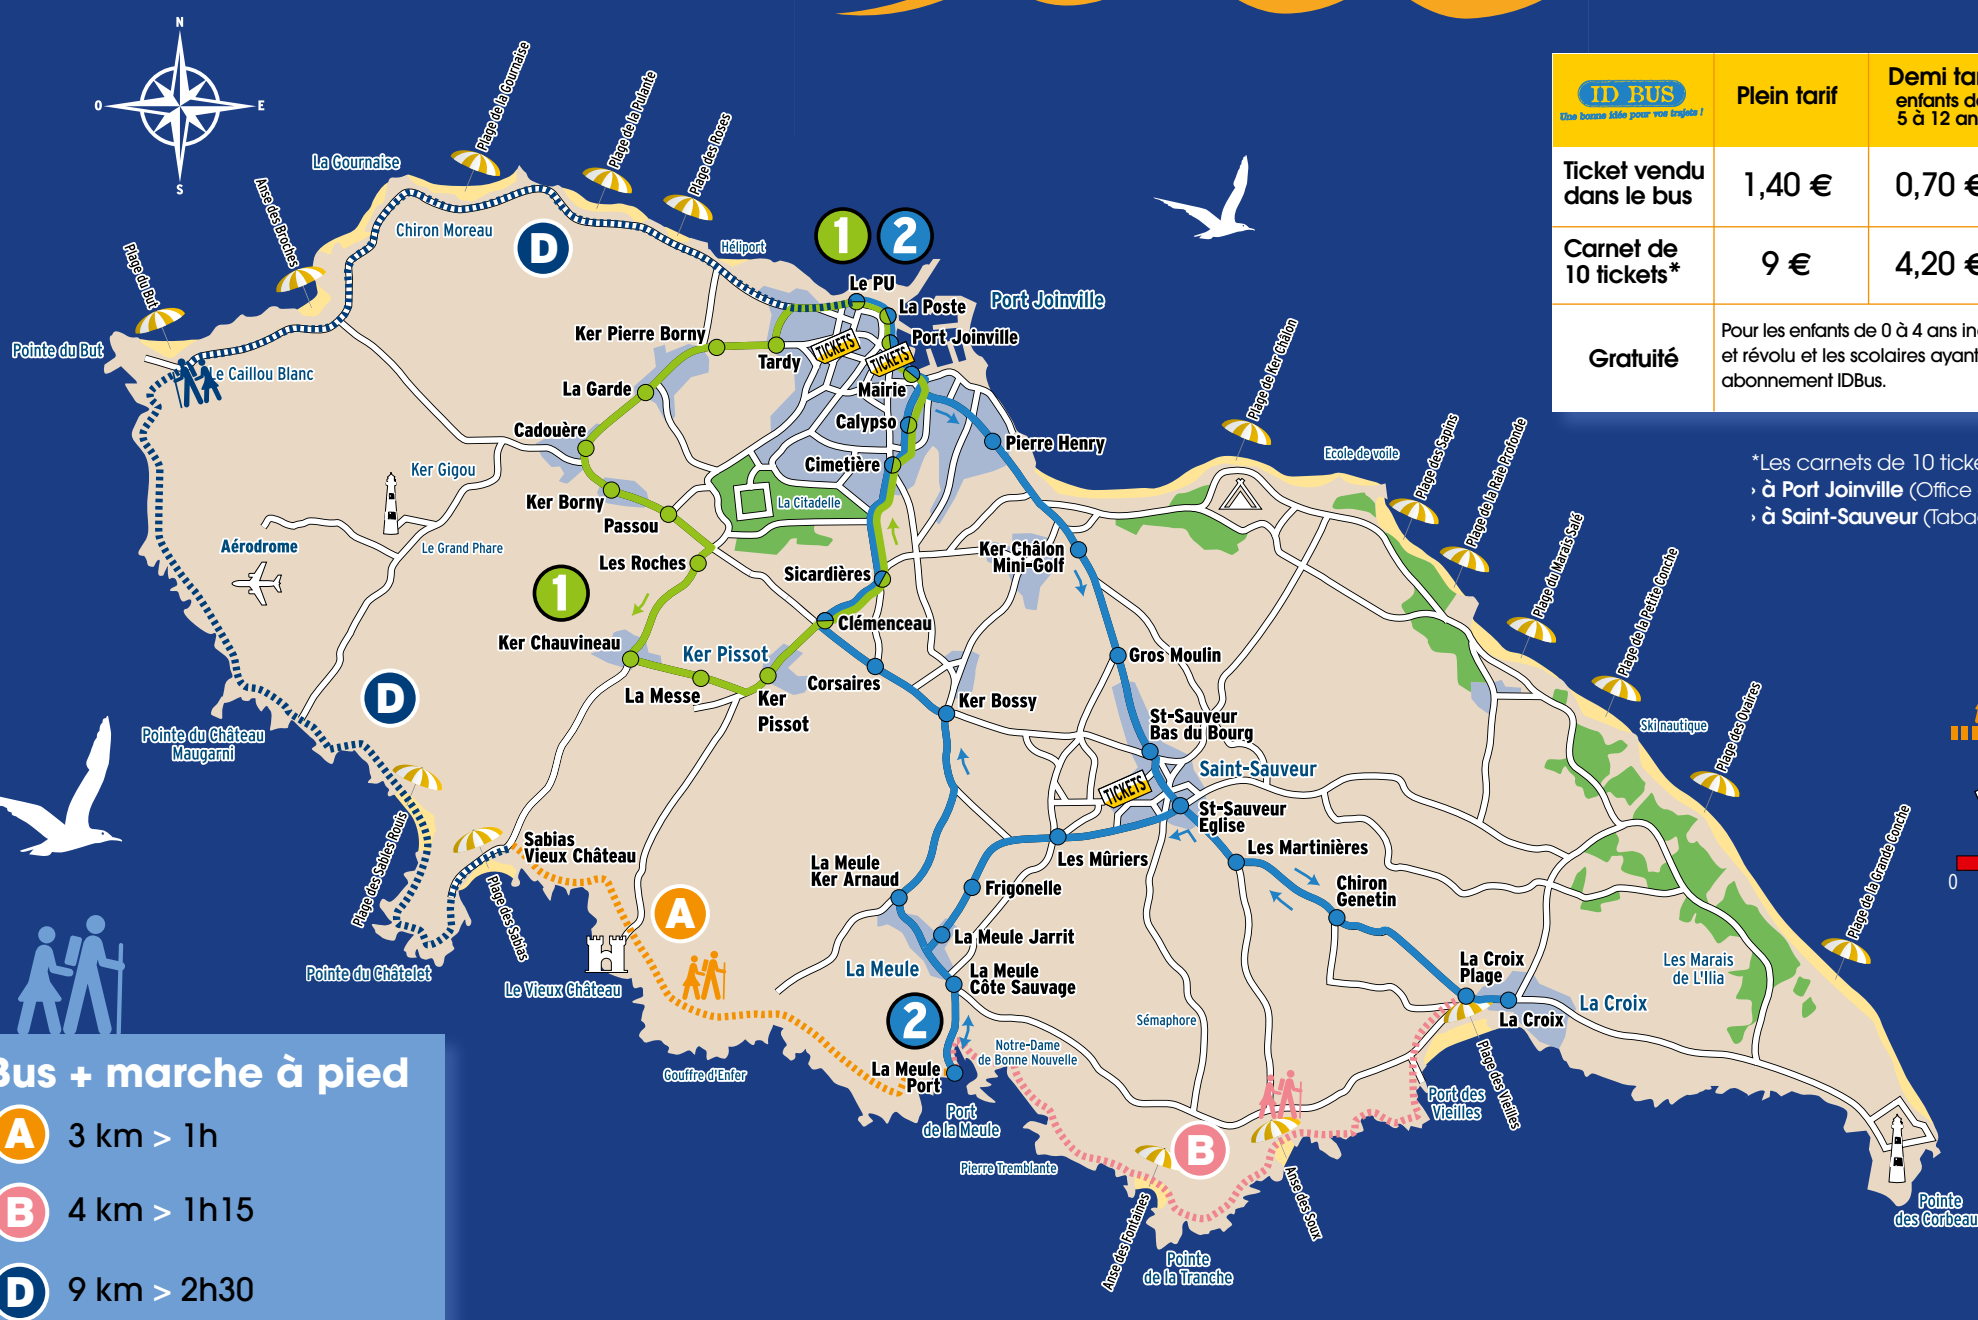 N
O
E
S
ID BUS
Une bonne idée pour vos trajets !
Plein tarif
Demi tar
enfants de
5 à 12 an
Ticket vendu
dans le bus
1,40 €
0,70 €
Carnet de
10 tickets*
9 €
4,20 €
Gratuité
Pour les enfants de 0 à 4 ans in
et révolu et les scolaires ayant
abonnement IDBus.
*Les carnets de 10 ticke
› à Port Joinville (Office
› à Saint-Sauveur (Taba
Plage de la Gournaise
Plage de la Pulante
Plage des Roses
La Gournaise
Anse des Broches
Plage du But
Chiron Moreau
D
Héliport
1
2
Le PU
La Poste
Port Joinville
Port Joinville
Ker Pierre Borny
Tardy
TICKETS
TICKETS
Pointe du But
Le Caillou Blanc
La Garde
Mairie
Calypso
Cadouère
Cimetière
Pierre Henry
Plage de Ker Châlon
Ecole de voile
Plage des Sapins
Plage de la Raie Profonde
Plage du Marais Salé
Plage de la Petite Conche
Plage des Ovaires
Plage de la Grande Conche
Ker Gigou
Ker Borny
La Citadelle
Passou
Aérodrome
Le Grand Phare
Les Roches
Sicardières
Ker Châlon
Mini-Golf
1
Clémenceau
Ker Chauvineau
Ker Pissot
Gros Moulin
La Messe
Ker
Pissot
Corsaires
Ker Bossy
D
St-Sauveur
Bas du Bourg
Ski nautique
Pointe du Château
Maugarni
Saint-Sauveur
TICKETS
St-Sauveur
Eglise
Plage des Sables Rouis
Sabias
Vieux Château
Plage des Sabias
La Meule
Ker Arnaud
Les Mûriers
Les Martinières
Frigonelle
Chiron
Genetin
A
La Meule Jarrit
Pointe du Châtelet
Le Vieux Château
La Meule
La Meule
Côte Sauvage
La Croix
Plage
Les Marais
de L'Ilia
La Croix
La Croix
2
Sémaphore
Notre-Dame
de Bonne Nouvelle
Gouffre d'Enfer
La Meule
Port
Port
de la Meule
Port des
Vieilles
Plage des Vieilles
B
Pierre Tremblante
Anse des Fontaines
Anse des Soux
Pointe
de la Tranche
Pointe
des Corbeau
0
Bus + marche à pied
A 3 km > 1h
B 4 km > 1h15
D 9 km > 2h30